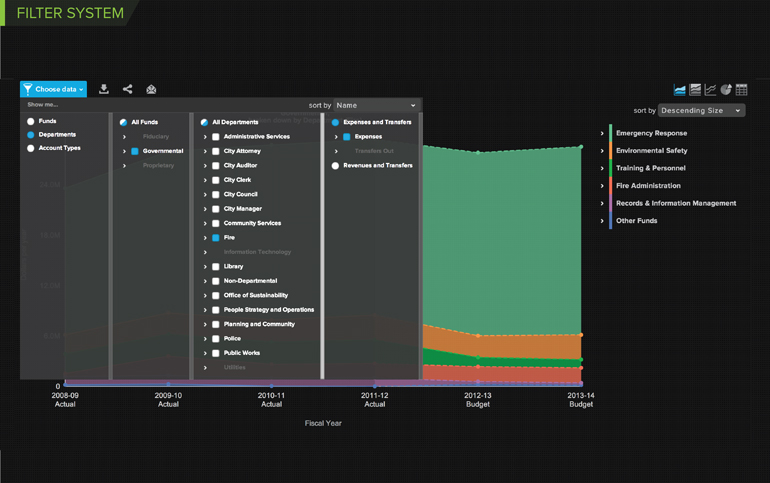 FILTER SYSTEM
Choose data
Show me...
sort by Name
Funds
Departments
Account Types
All Funds
Fiduciary
Governmental
Proprietary
All Departments
Administrative Services
City Attorney
City Auditor
City Clerk
City Council
City Manager
Community Services
Fire
Information Technology
Library
Non-Departmental
Office of Sustainability
People Strategy and Operations
Planning and Community
Police
Public Works
Utilities
Expenses and Transfers
Expenses
Transfers Out
Revenues and Transfers
sort by Descending Size
Emergency Response
Environmental Safety
Training & Personnel
Fire Administration
Records & Information Management
Other Funds
0
2008-09 Actual
2009-10 Actual
2010-11 Actual
2011-12 Actual
2012-13 Budget
2013-14 Budget
Fiscal Year